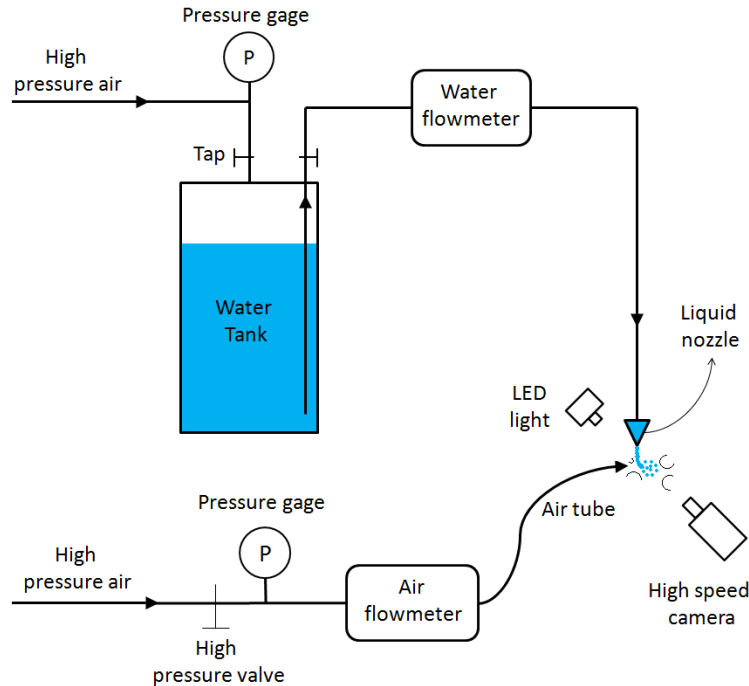 Pressure gage
P
High
pressure air
Tap
Water
flowmeter
Water
Tank
Liquid
nozzle
LED
light
Pressure gage
P
Air tube
High
pressure air
Air
flowmeter
High
pressure valve
High speed
camera